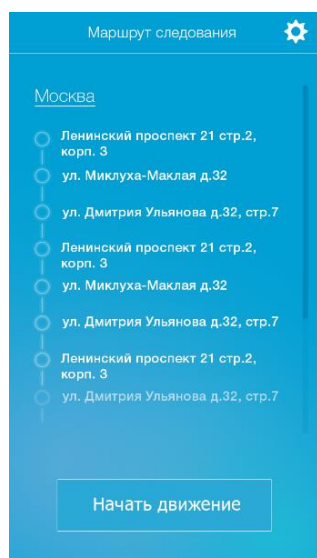 Маршрут следования
Москва
Ленинский проспект 21 стр.2,
корп. 3
ул. Миклуха-Маклая д.32
ул. Дмитрия Ульянова д.32, стр.7
Ленинский проспект 21 стр.2,
корп. 3
ул. Миклуха-Маклая д.32
ул. Дмитрия Ульянова д.32, стр.7
Ленинский проспект 21 стр.2,
корп. 3
ул. Дмитрия Ульянова д.32, стр.7
Начать движение